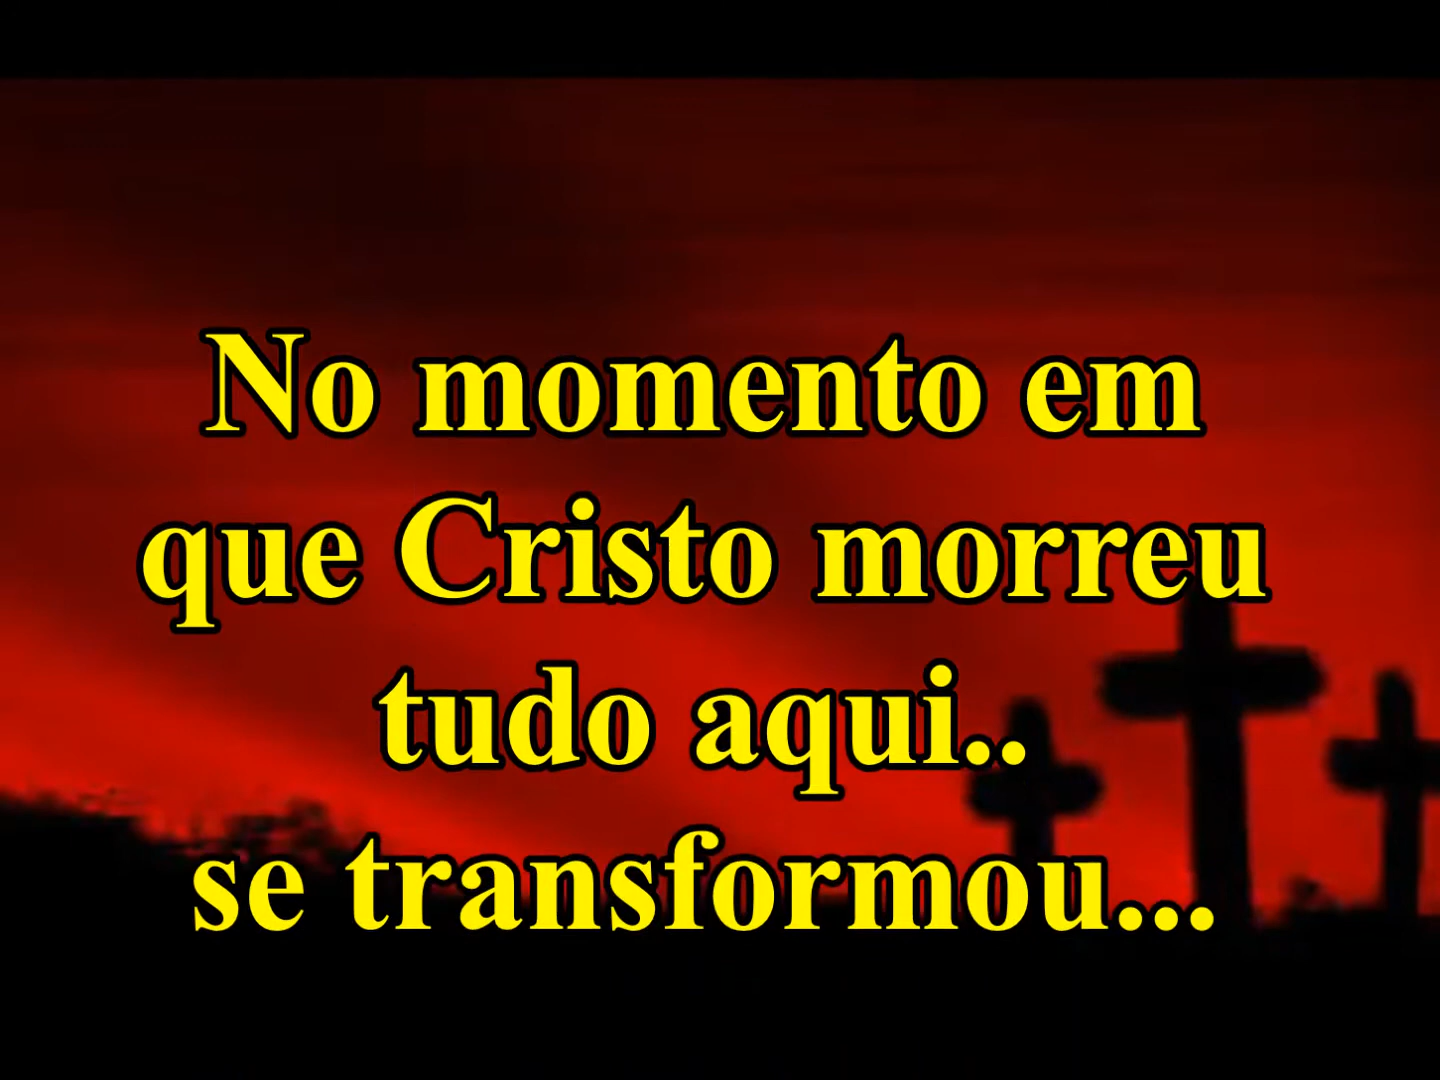 No momento em
que Cristo morreu
tudo aqui..
se transformou...